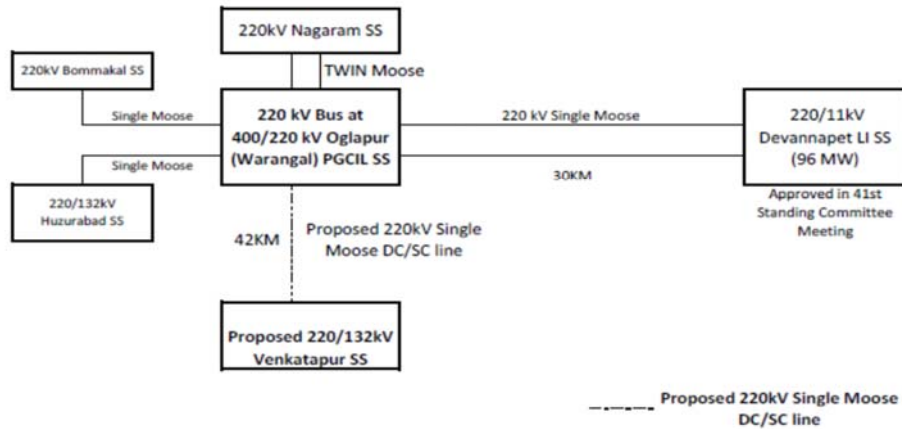 220kV Nagaram SS
220kV Bommakal SS
TWIN Moose
Single Moose
220 kV Bus at
400/220 kV Oglapur
(Warangal) PGCIL SS
220 kV Single Moose
220/11kV
Devannapet LI SS
(96 MW)
Single Moose
30KM
Approved in 41st
Standing Committee
Meeting
220/132kV
Huzurabad SS
42KM
Proposed 220kV Single
Moose DC/SC line
Proposed 220/132kV
Venkatapur SS
Proposed 220kV Single Moose
DC/SC line